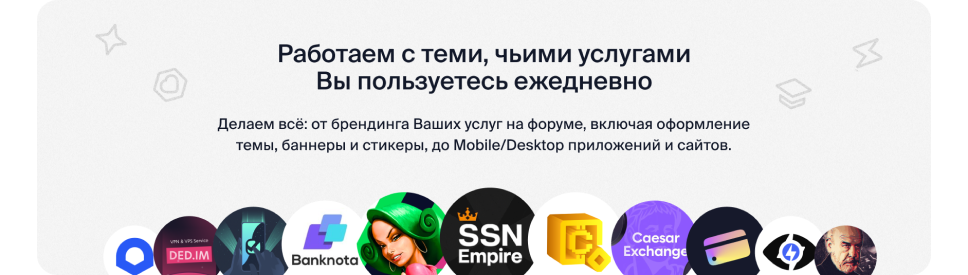 Работаем с теми, чьими услугами
Вы пользуетесь ежедневно
Делаем всё: от брендинга Ваших услуг на форуме, включая оформление
темы, баннеры и стикеры, до Mobile/Desktop приложений и сайтов.
VPN & VPS Service
DED.IM
Banknota
SSN
Empire
Caesar
Exchange